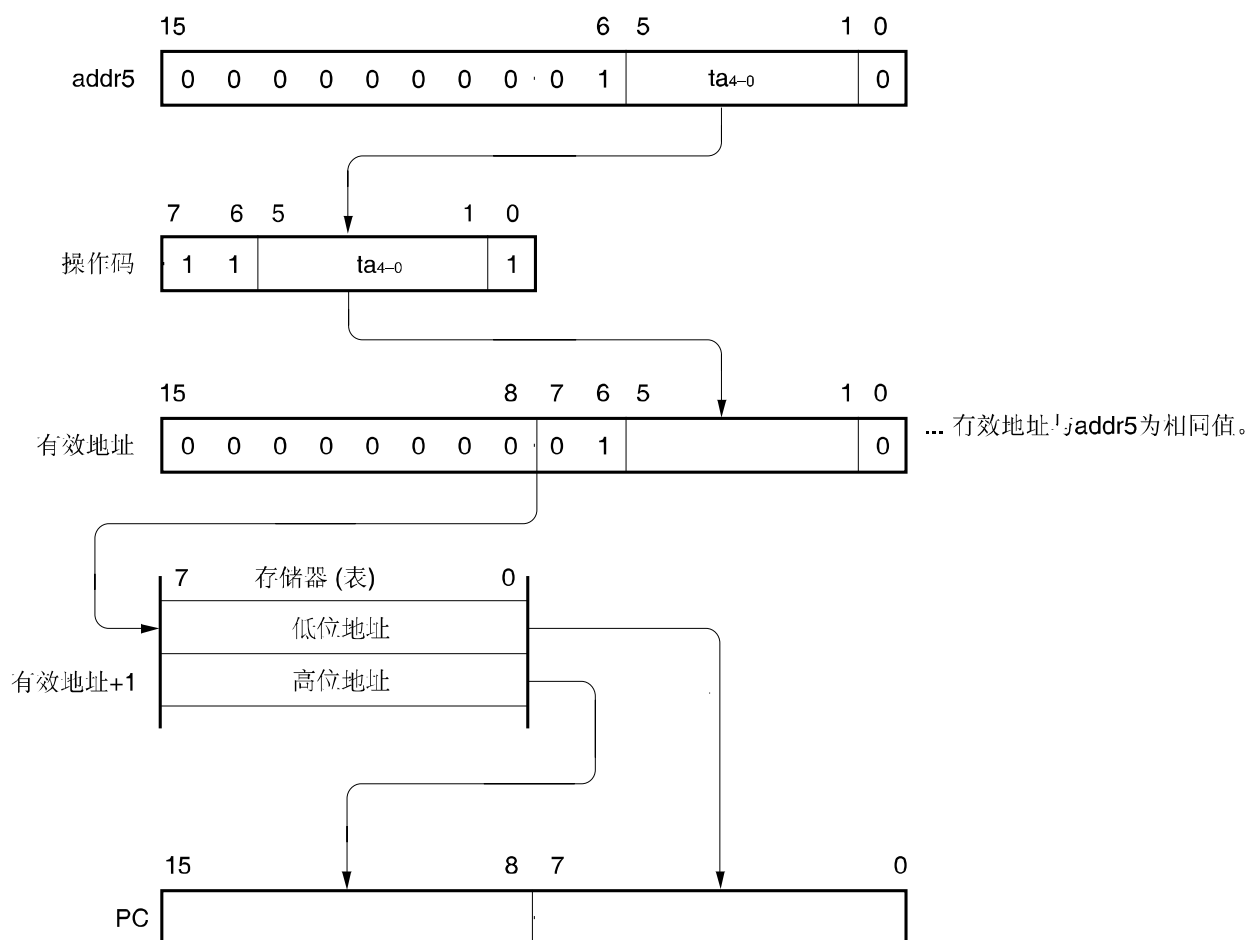 15 6 5 1 0
addr5 0 0 0 0 0 0 0 0 0 1 ta4–0 0
7 6 5 1 0
操作码 1 1 ta4–0 1
15 8 7 6 5 1 0
有效地址 0 0 0 0 0 0 0 0 0 1 0 ... 有效地址与addr5为相同值。
7 存储器 (表) 0
低位地址
有效地址+1 高位地址
15 8 7 0
PC